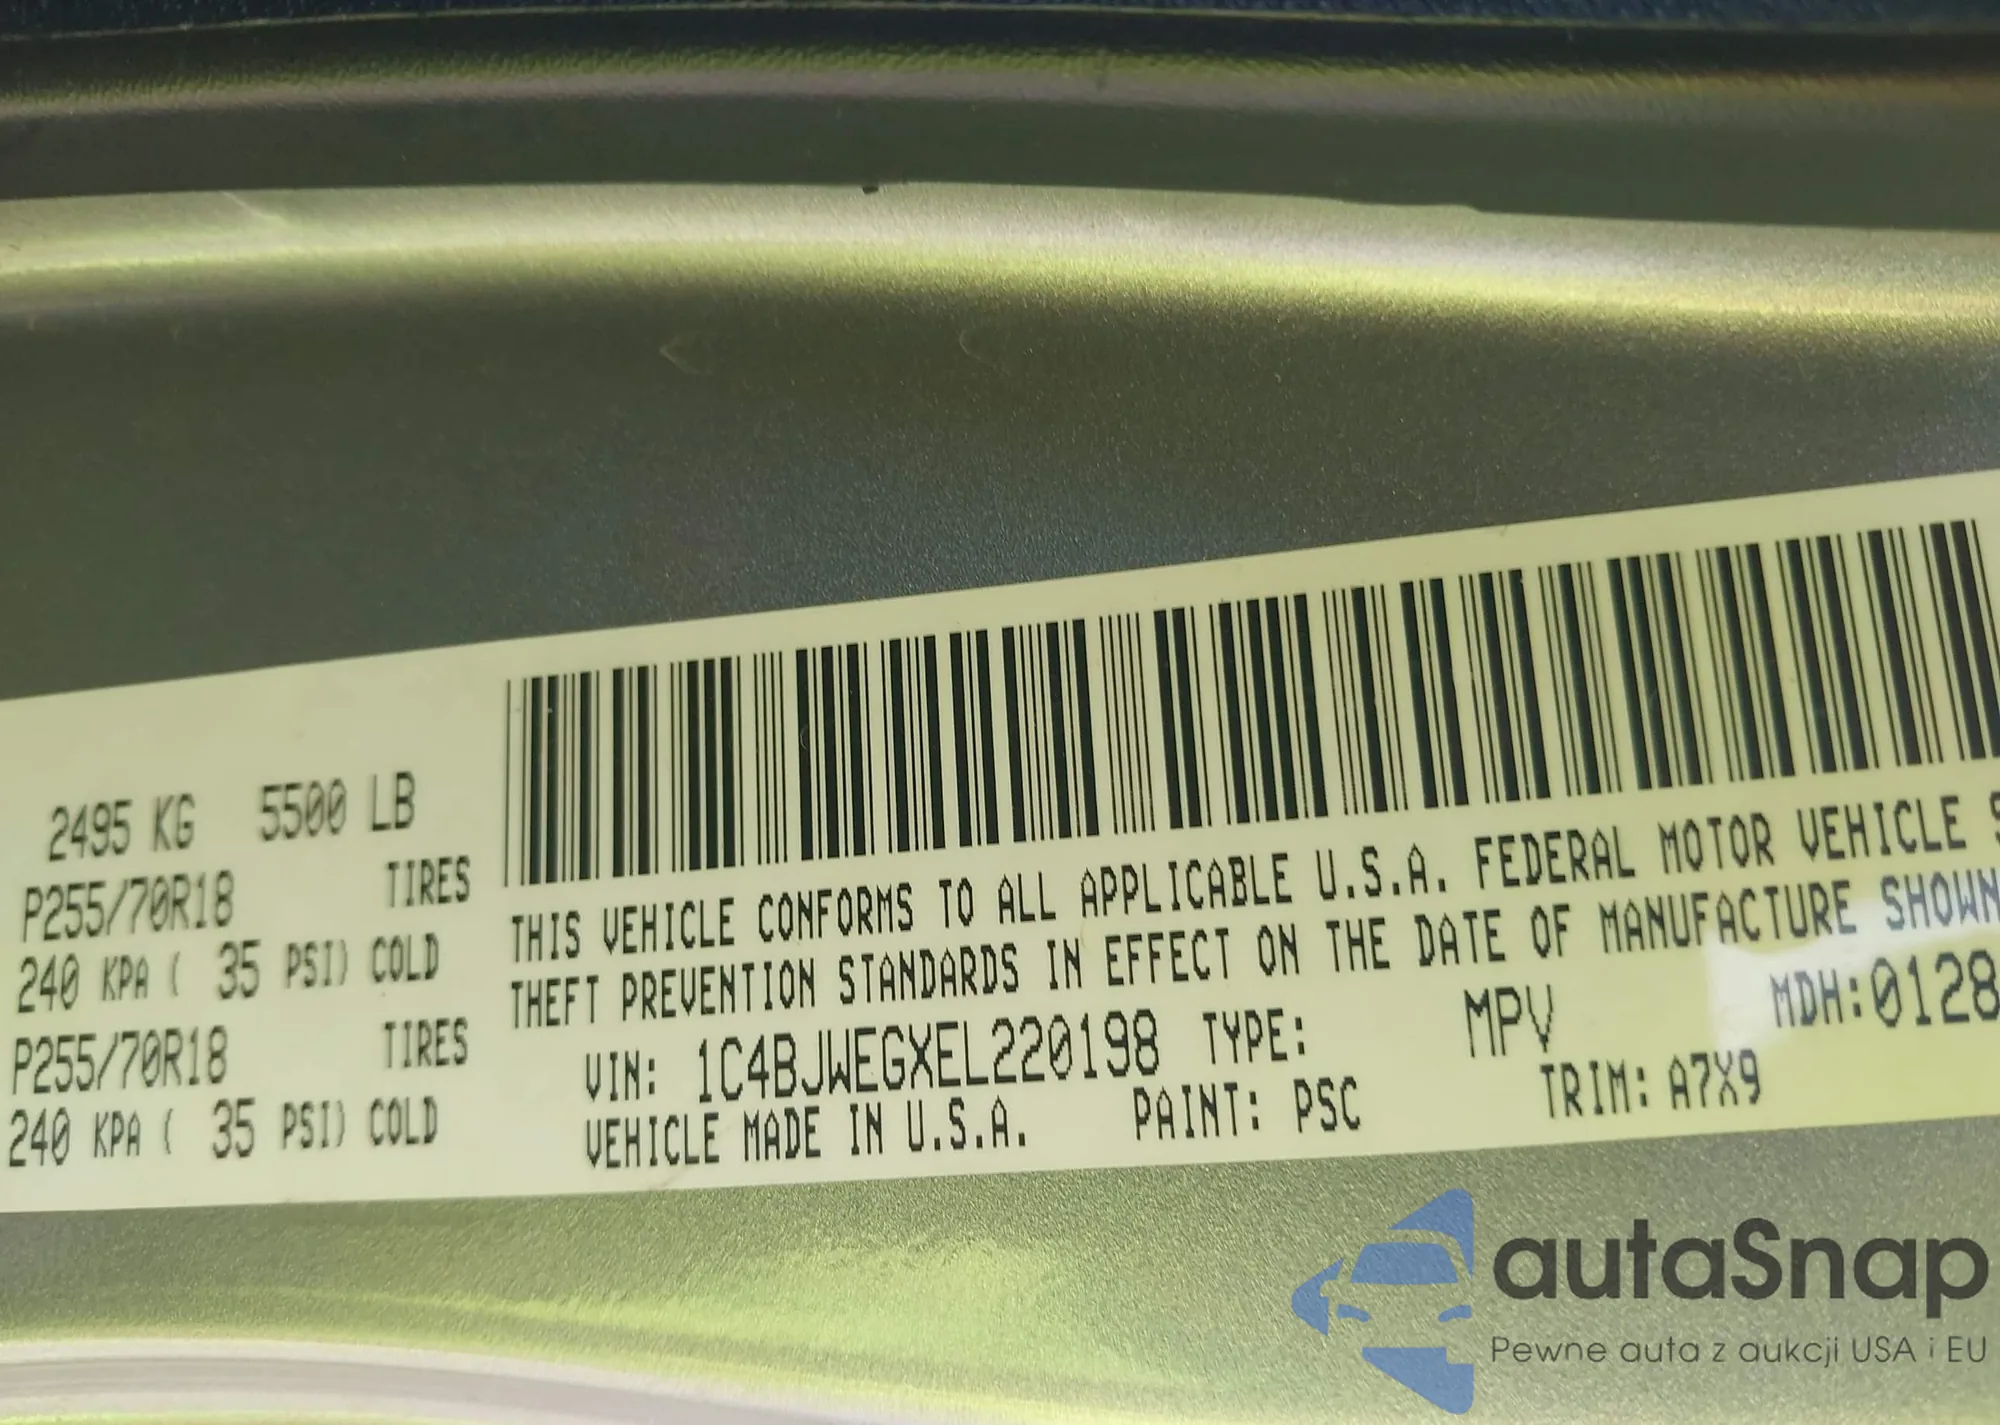 2495 KG 5500 LB
P255/70R18 TIRES
240 KPA ( 35 PSI) COLD
P255/70R18 TIRES
240 KPA ( 35 PSI) COLD
THIS VEHICLE CONFORMS TO ALL APPLICABLE U.S.A. FEDERAL MOTOR VEHICLE S
THEFT PREVENTION STANDARDS IN EFFECT ON THE DATE OF MANUFACTURE SHOWN
VIN: 1C4BJWEGXEL220198 TYPE: MPV MDH:0128
VEHICLE MADE IN U.S.A. PAINT: PSC TRIM: A7X9
autaSnap
Pewne auta z aukcji USA i EU